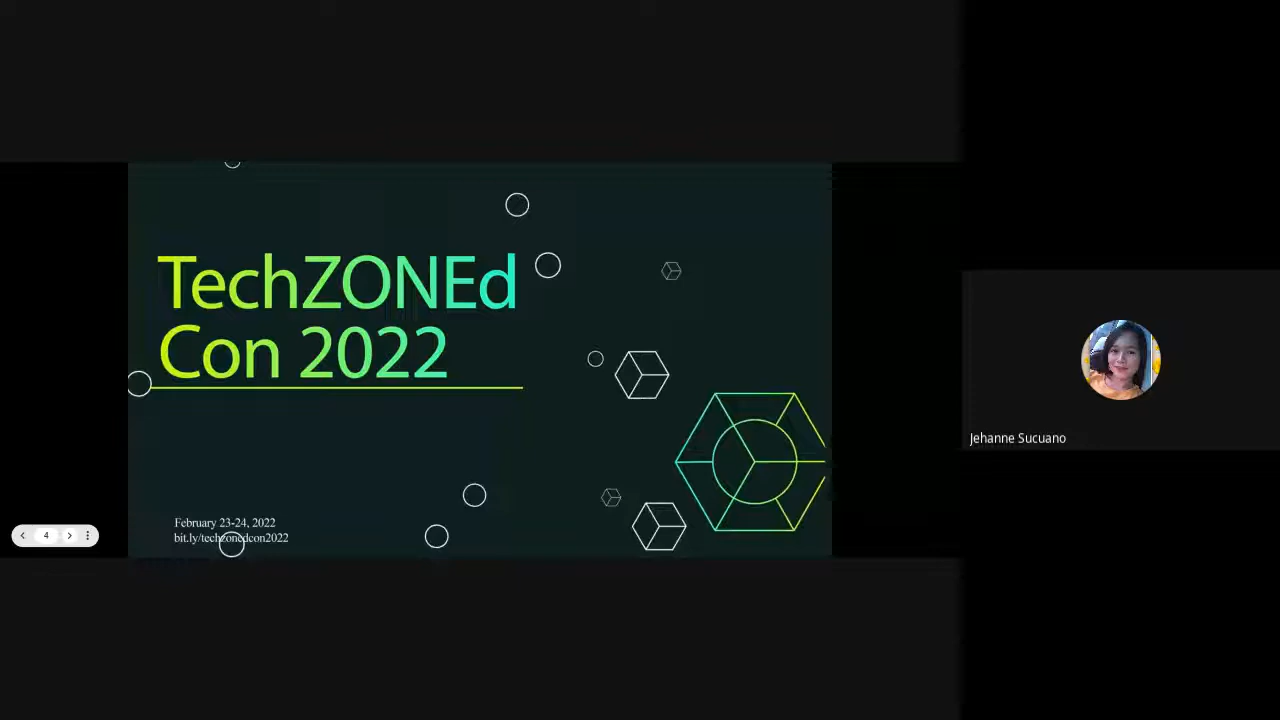 TechZONEd
Con 2022
February 23-24, 2022
bit.ly/techzonedcon2022
4
Jehanne Sucuano